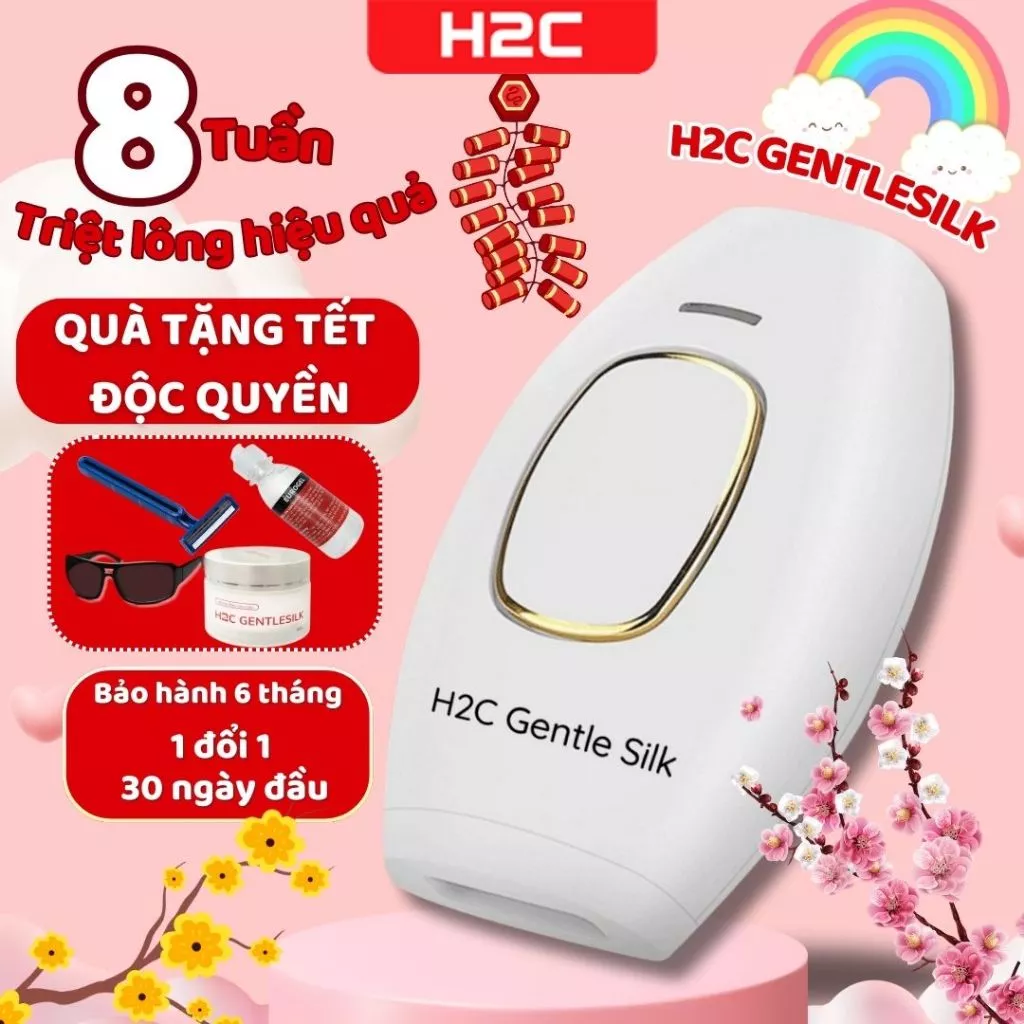 H2C
8 Tuần
Triệt lông hiệu quả
H2C GENTLESILK
QUÀ TẶNG TẾT
ĐỘC QUYỀN
EUROGEL
H2C GENTLESILK
Bảo hành 6 tháng
1 đổi 1
30 ngày đầu
H2C Gentle Silk